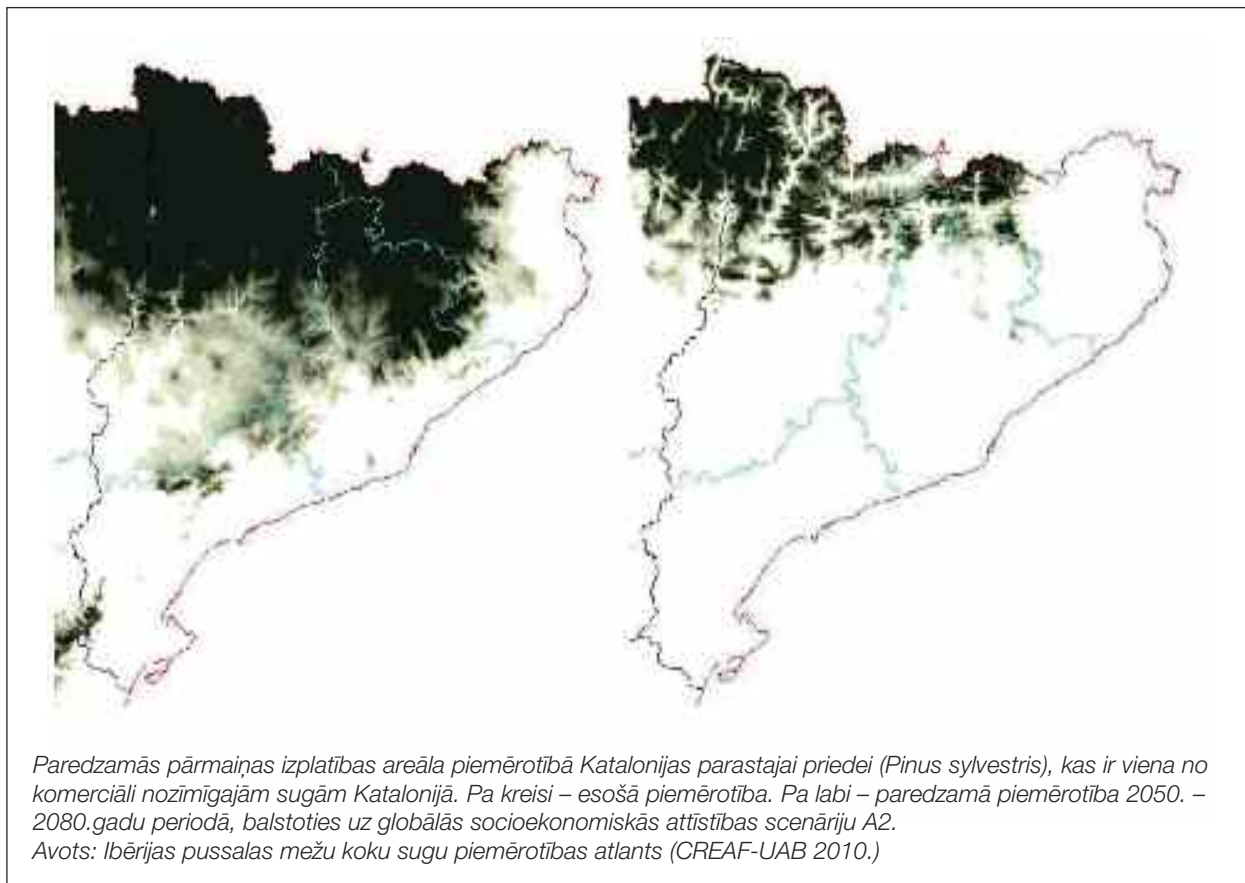 Paredzamās pārmaiņas izplatības areāla piemērotībā Katalonijas parastajai priedei (Pinus sylvestris), kas ir viena no
komerciāli nozīmīgajām sugām Katalonijā. Pa kreisi – esošā piemērotība. Pa labi – paredzamā piemērotība 2050. –
2080.gadu periodā, balstoties uz globālās socioekonomiskās attīstības scenāriju A2.
Avots: Ibērijas pussalas mežu koku sugu piemērotības atlants (CREAF-UAB 2010.)